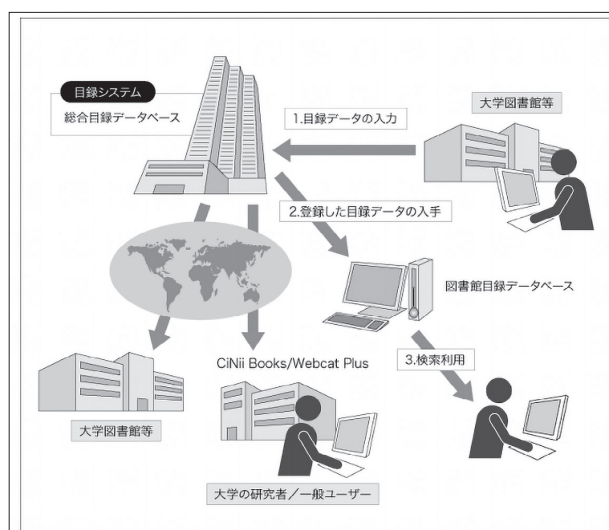 目録システム
総合目録データベース
大学図書館等
1.目録データの入力
2.登録した目録データの入手
図書館目録データベース
CiNii Books/Webcat Plus
3.検索利用
大学図書館等
大学の研究者／一般ユーザー